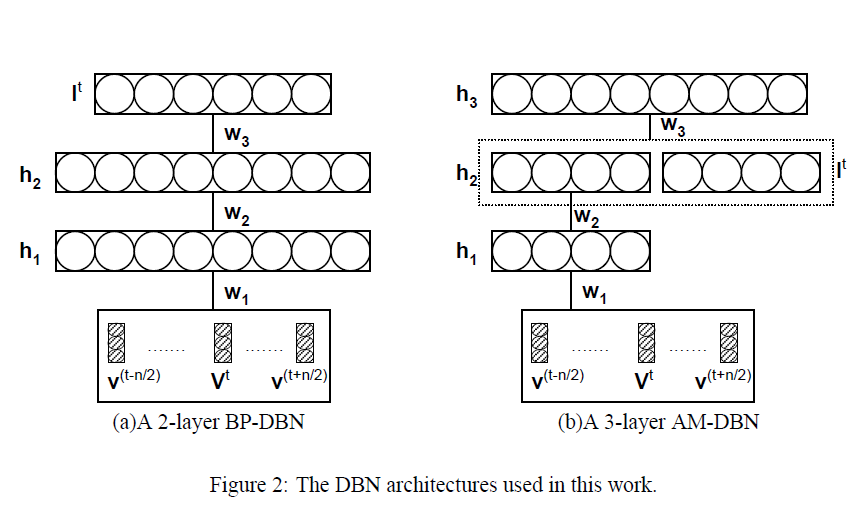 l^t
w_3
h_2
w_2
h_1
w_1
.......
.......
v^(t-n/2) V^t v^(t+n/2)
(a)A 2-layer BP-DBN
h_3
w_3
h_2
l^t
w_2
h_1
w_1
.......
.......
v^(t-n/2) V^t v^(t+n/2)
(b)A 3-layer AM-DBN
Figure 2: The DBN architectures used in this work.